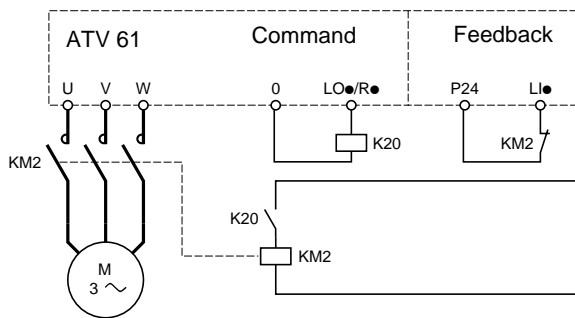 ATV 61 Command Feedback
U V W 0 LO●/R● P24 LI●
K20 KM2
KM2
K20
KM2
M
3 ~